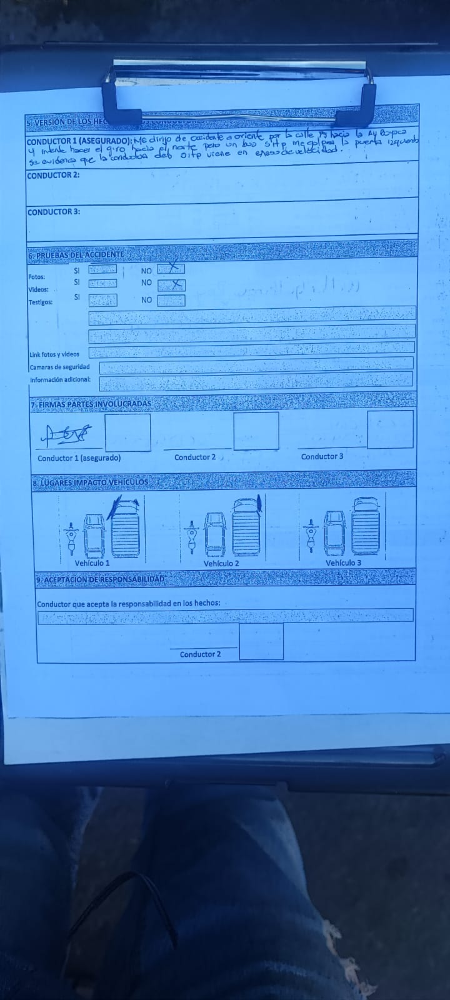 5. VERSIÓN DE LOS HEC
CONDUCTOR 1 (ASEGURADO): Me dirijo de occidente a oriente por la calle hacia la Av Boyaca
y intente hacer el giro hacia el norte pero un bus sitp me golpea la puerta izquierda
se evidencia que la conductora del sitp viene en exceso de velocidad.
CONDUCTOR 2:
CONDUCTOR 3:
6. PRUEBAS DEL ACCIDENTE
Fotos: SI NO X
Videos: SI NO X
Testigos: SI NO
Link fotos y videos
Camaras de seguridad
Información adicional:
7. FIRMAS PARTES INVOLUCRADAS
Conductor 1 (asegurado) Conductor 2 Conductor 3
8. LUGARES IMPACTO VEHÍCULOS
Vehículo 1 Vehículo 2 Vehículo 3
9. ACEPTACIÓN DE RESPONSABILIDAD
Conductor que acepta la responsabilidad en los hechos:
Conductor 2